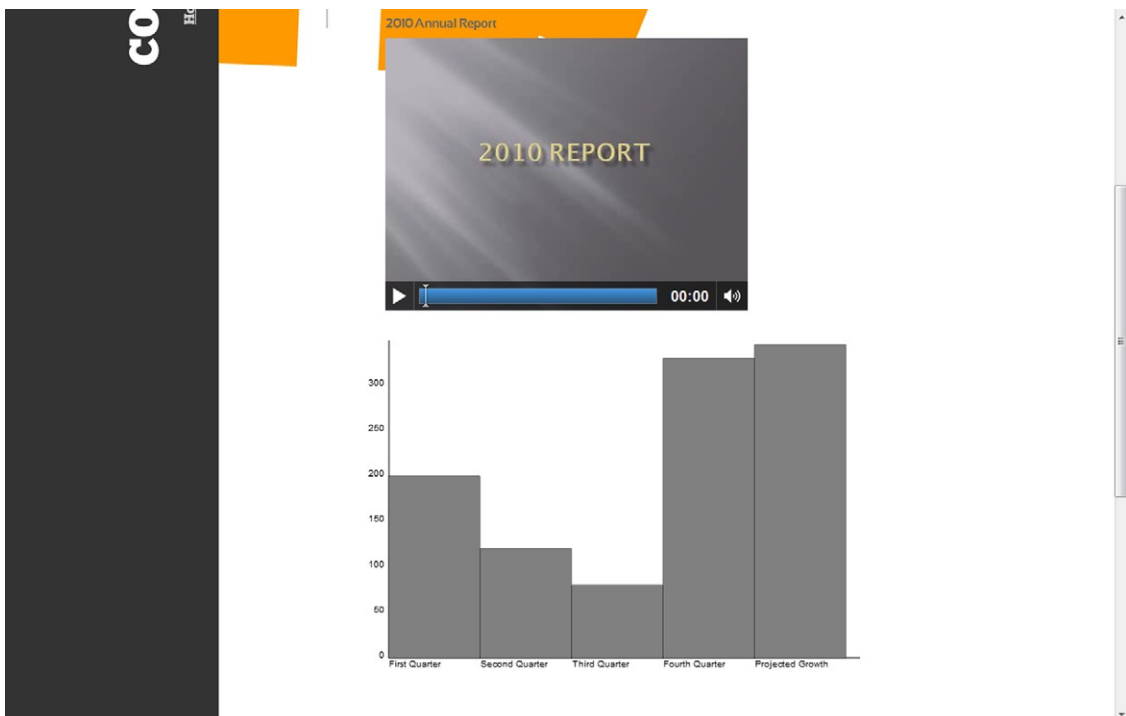 CO
Ho
2010 Annual Report
2010 REPORT
00:00
300
250
200
150
100
50
0
First Quarter Second Quarter Third Quarter Fourth Quarter Projected Growth